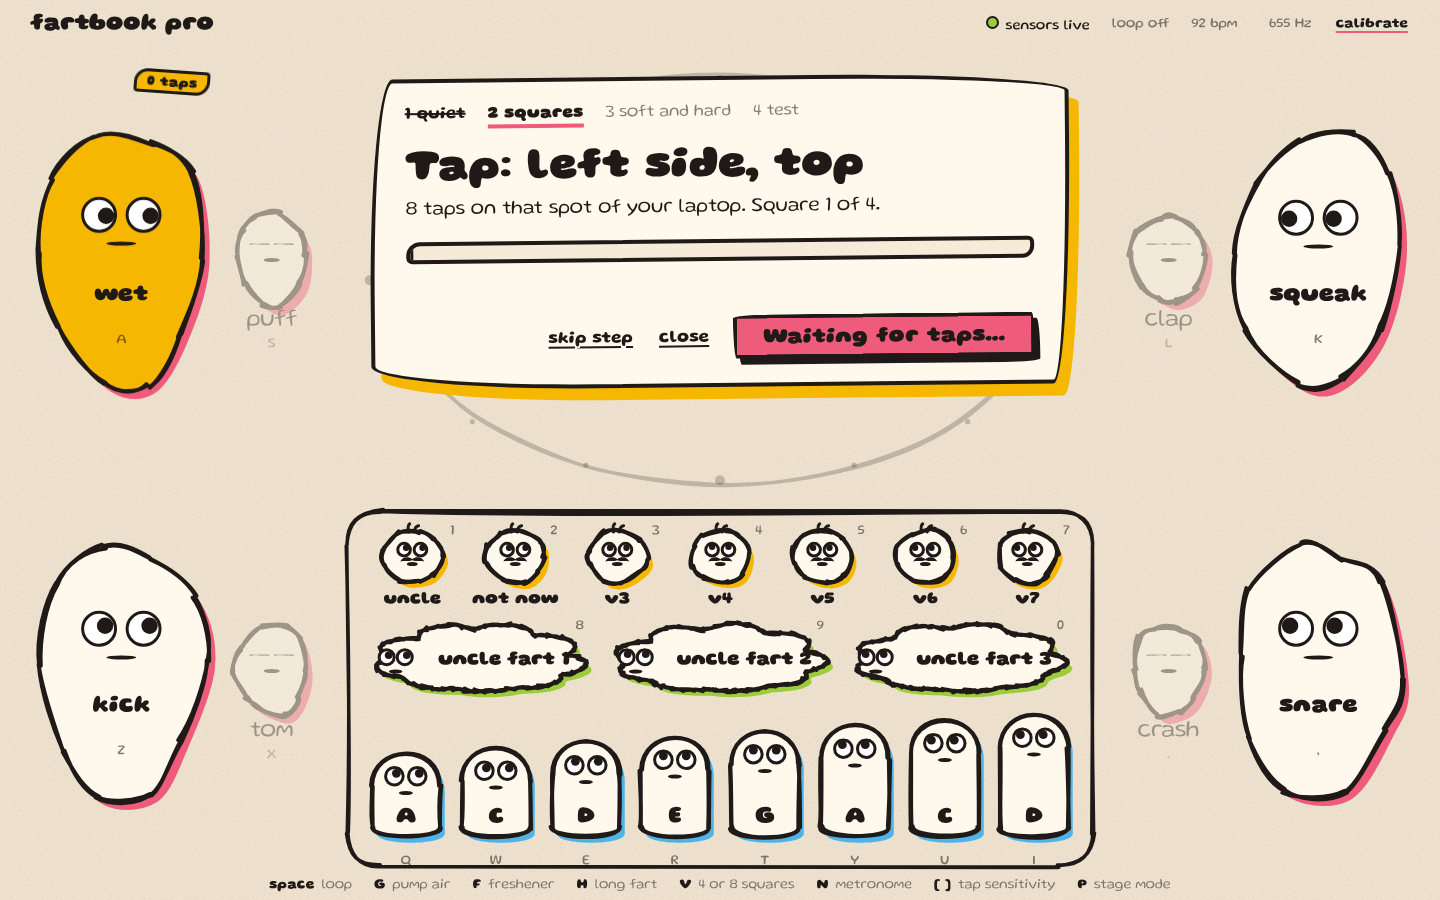 fartbook pro
sensors live loop off 92 bpm 655 Hz calibrate
0 taps
1 quiet 2 squares 3 soft and hard 4 test
Tap: left side, top
8 taps on that spot of your laptop. Square 1 of 4.
skip step close Waiting for taps...
wet
A
puff
S
clap
L
squeak
K
kick
Z
tom
X
crash
.
snare
,
1 2 3 4 5 6 7
uncle not now v3 v4 v5 v6 v7
8 9 0
uncle fart 1 uncle fart 2 uncle fart 3
A C D E G A C D
Q W E R T Y U I
space loop G pump air F freshener H long fart V 4 or 8 squares N metronome [ ] tap sensitivity P stage mode